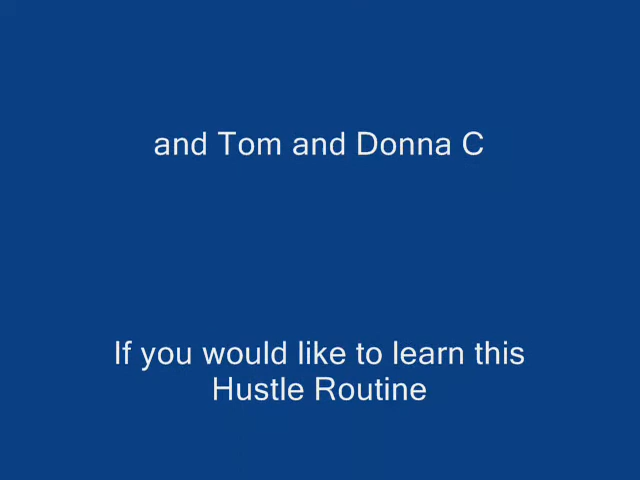 and Tom and Donna C
If you would like to learn this
Hustle Routine